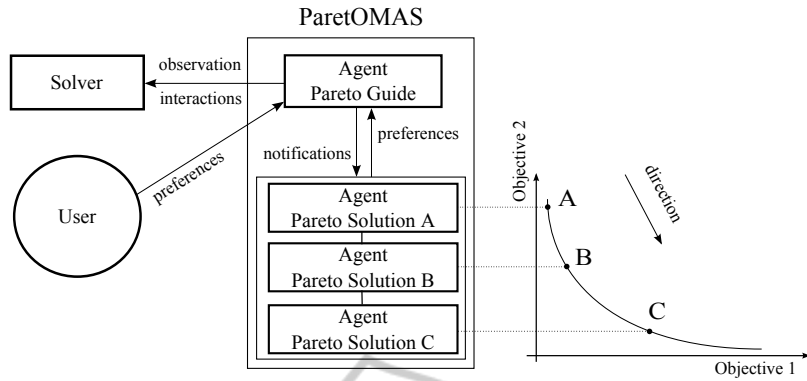 ParetOMAS
Solver
observation
interactions
Agent
Pareto Guide
preferences
notifications
preferences
User
Agent
Pareto Solution A
Agent
Pareto Solution B
Agent
Pareto Solution C
Objective 2
A
B
C
direction
Objective 1